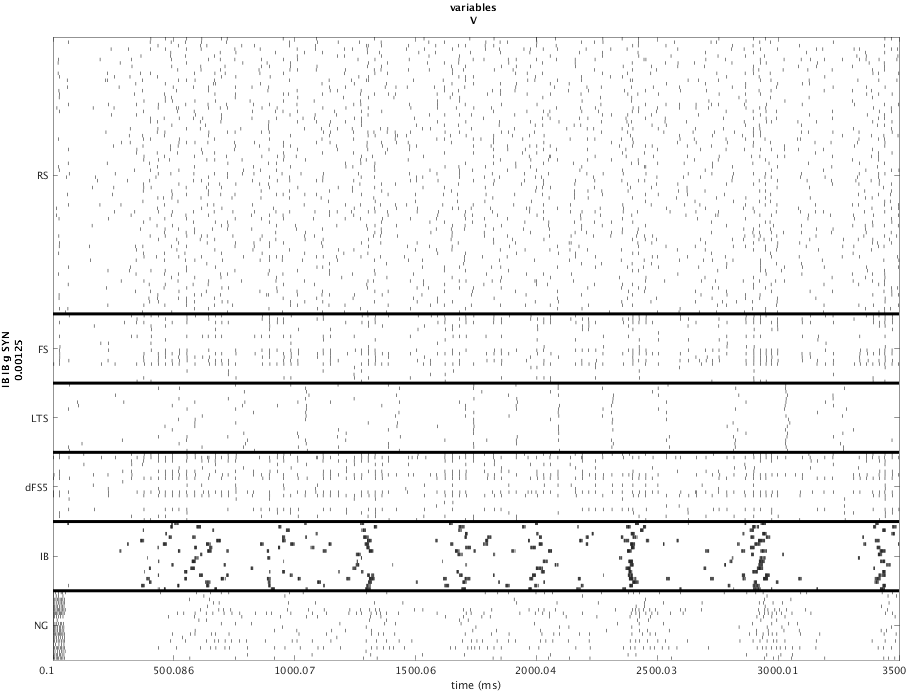 variables
V
RS
FS
LTS
dFS5
IB
NG
IB IB g SYN
0.00125
0.1 500.086 1000.07 1500.06 2000.04 2500.03 3000.01 3500
time (ms)